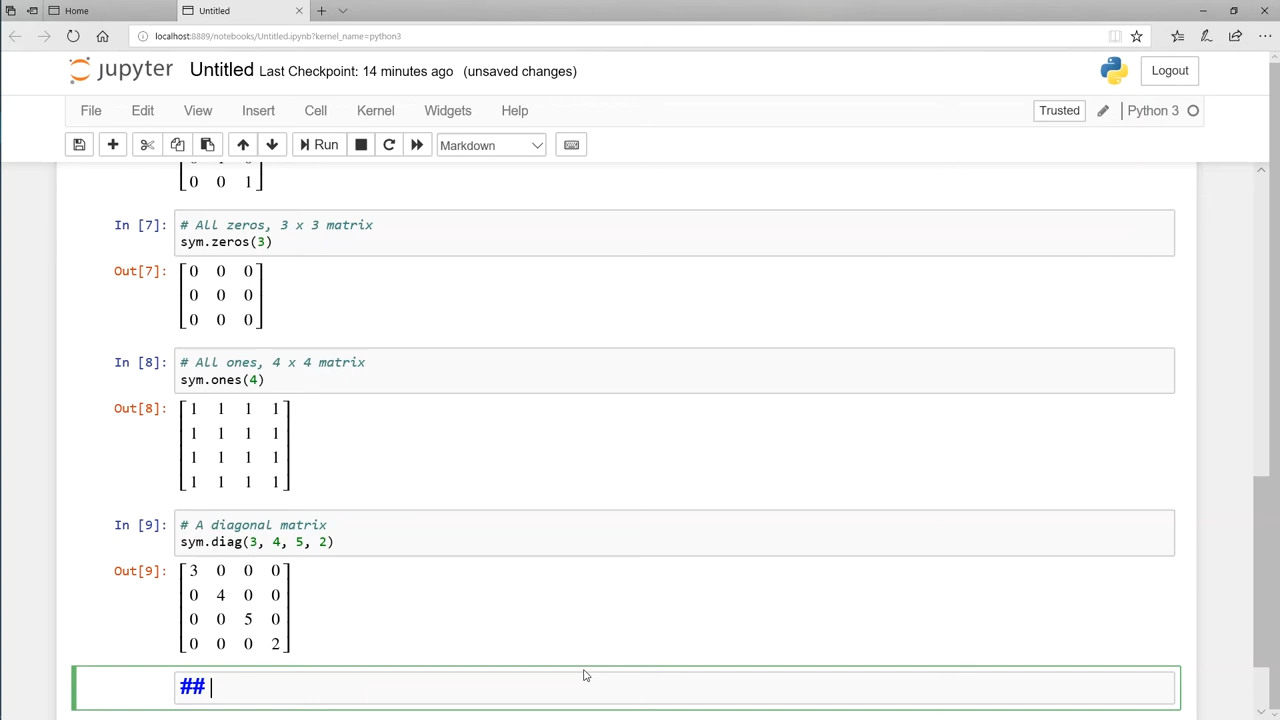 Home
Untitled
localhost:8889/notebooks/Untitled.ipynb?kernel_name=python3
jupyter Untitled Last Checkpoint: 14 minutes ago (unsaved changes)
Logout
File Edit View Insert Cell Kernel Widgets Help
Trusted
Python 3
Run
Markdown
0 0 1
In [7]: # All zeros, 3 x 3 matrix
sym.zeros(3)
Out[7]: 0 0 0
0 0 0
0 0 0
In [8]: # All ones, 4 x 4 matrix
sym.ones(4)
Out[8]: 1 1 1 1
1 1 1 1
1 1 1 1
1 1 1 1
In [9]: # A diagonal matrix
sym.diag(3, 4, 5, 2)
Out[9]: 3 0 0 0
0 4 0 0
0 0 5 0
0 0 0 2
##